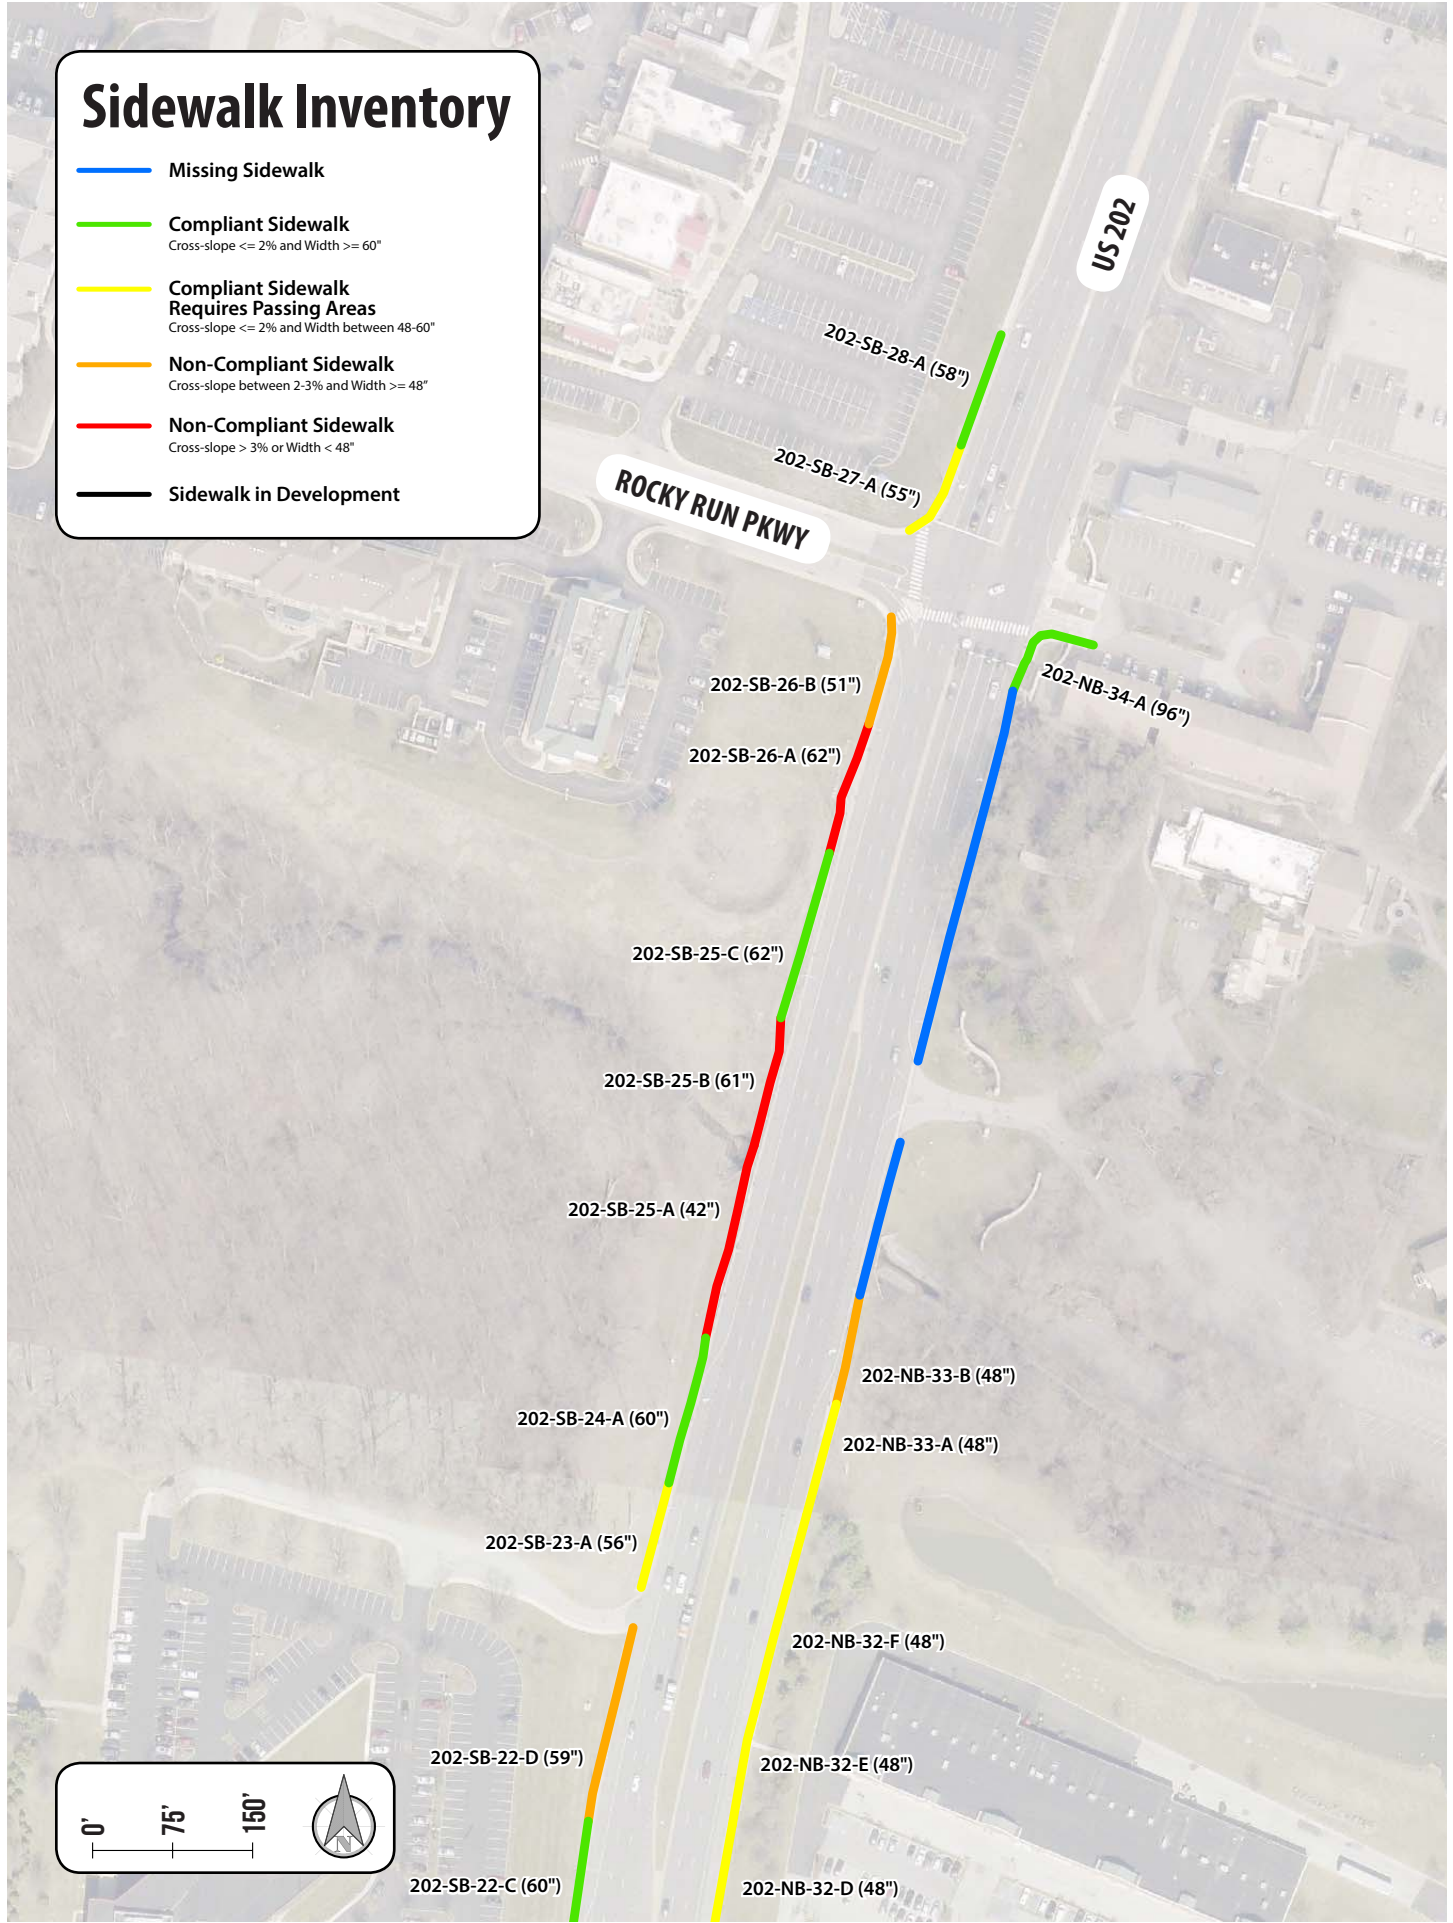 Sidewalk Inventory
Missing Sidewalk
Compliant Sidewalk
Cross-slope <= 2% and Width >= 60"
Compliant Sidewalk
Requires Passing Areas
Cross-slope <= 2% and Width between 48-60"
Non-Compliant Sidewalk
Cross-slope between 2-3% and Width >= 48"
Non-Compliant Sidewalk
Cross-slope > 3% or Width < 48"
Sidewalk in Development
US 202
202-SB-28-A (58")
202-SB-27-A (55")
ROCKY RUN PKWY
202-SB-26-B (51")
202-NB-34-A (96")
202-SB-26-A (62")
202-SB-25-C (62")
202-SB-25-B (61")
202-SB-25-A (42")
202-NB-33-B (48")
202-SB-24-A (60")
202-NB-33-A (48")
202-SB-23-A (56")
202-NB-32-F (48")
202-SB-22-D (59")
202-NB-32-E (48")
202-SB-22-C (60")
202-NB-32-D (48")
0'
75'
150'
N